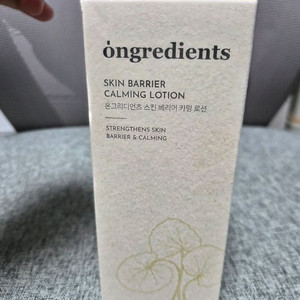 ongredients
SKIN BARRIER
CALMING LOTION
온그리디언츠 스킨 베리어 카밍 로션
STRENGTHENS SKIN
BARRIER & CALMING